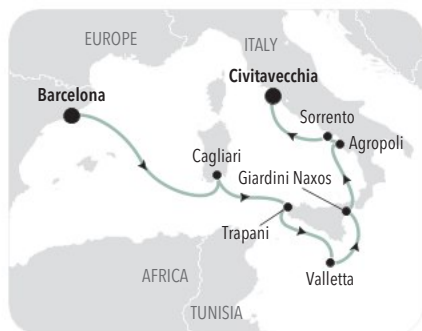 EUROPE
ITALY
Civitavecchia
Barcelona
Sorrento
Agropoli
Cagliari
Giardini Naxos
Trapani
Valletta
AFRICA
TUNISIA